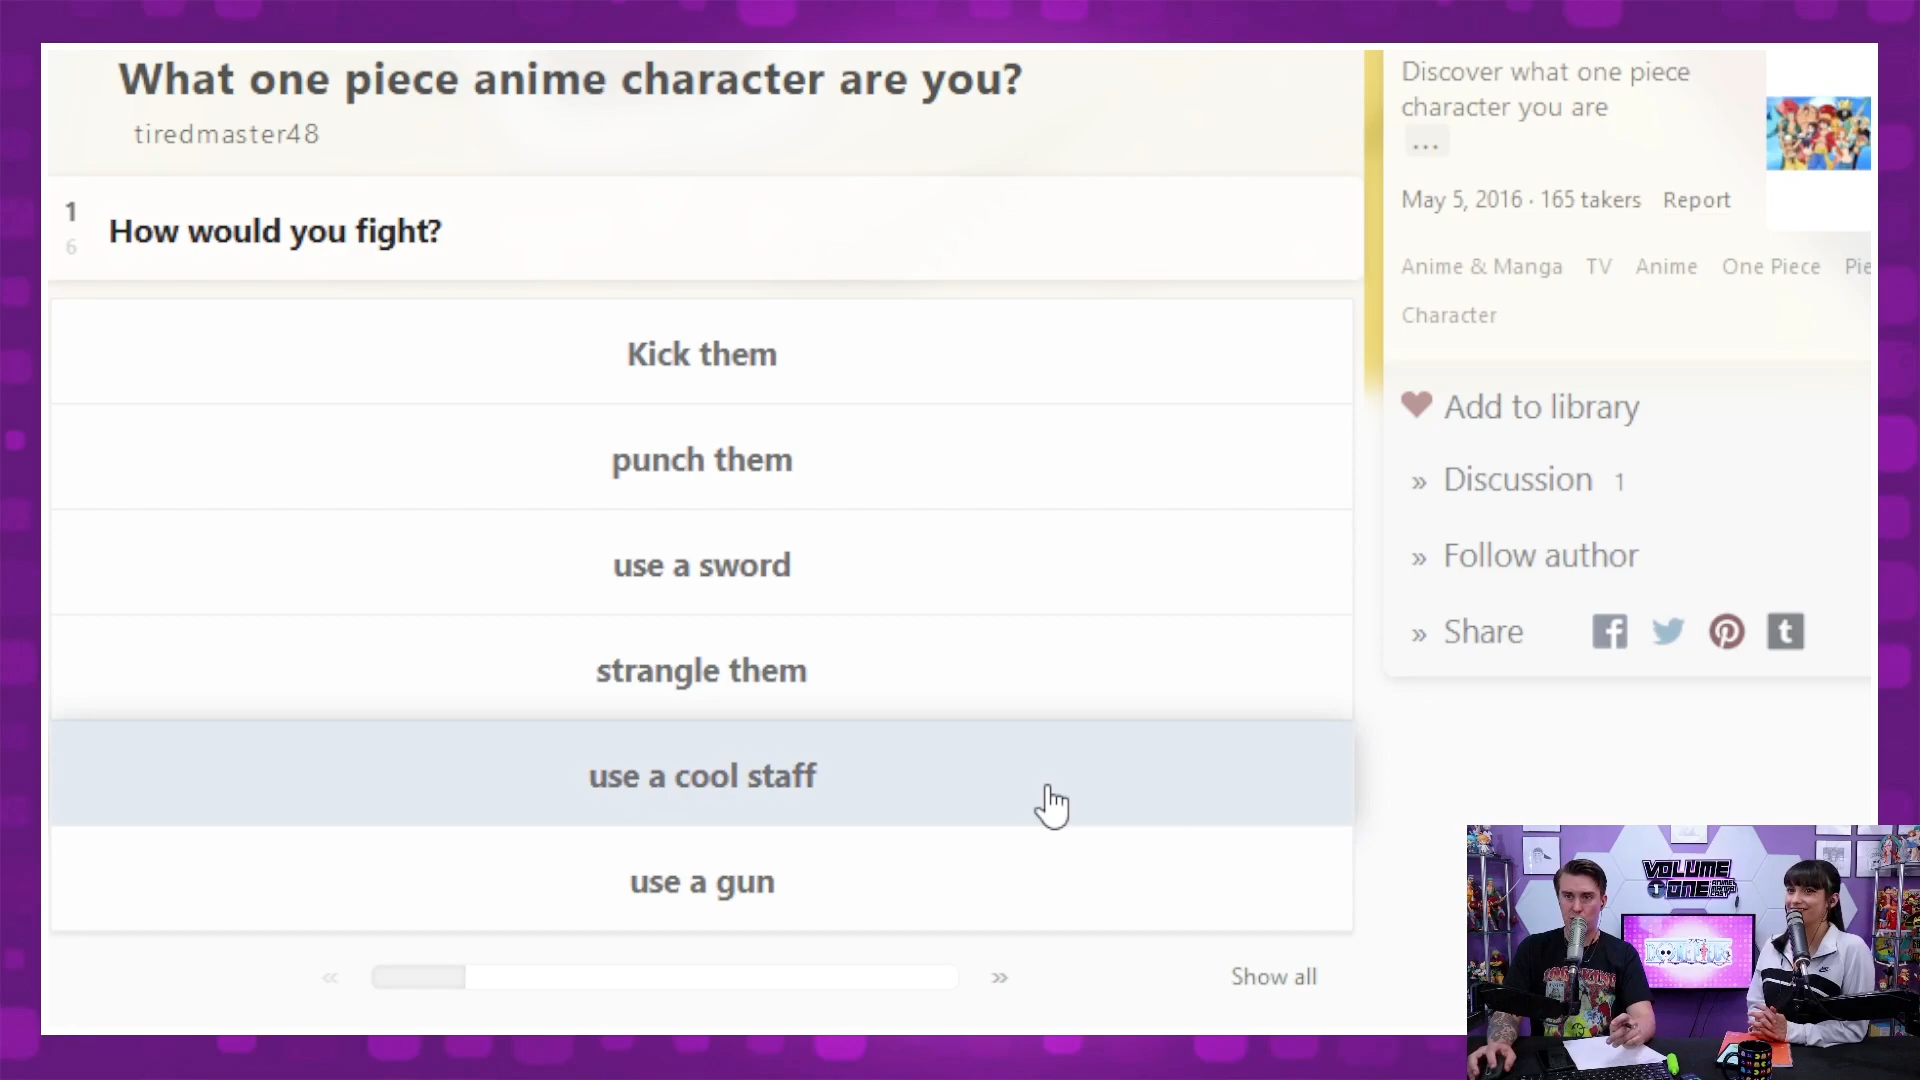 What one piece anime character are you?
tiredmaster48
1
6
How would you fight?
Kick them
punch them
use a sword
strangle them
use a cool staff
use a gun
«
»
Show all
Discover what one piece
character you are
...
May 5, 2016 · 165 takers Report
Anime & Manga TV Anime One Piece Pie
Character
Add to library
» Discussion 1
» Follow author
» Share
VOLUME
ONE